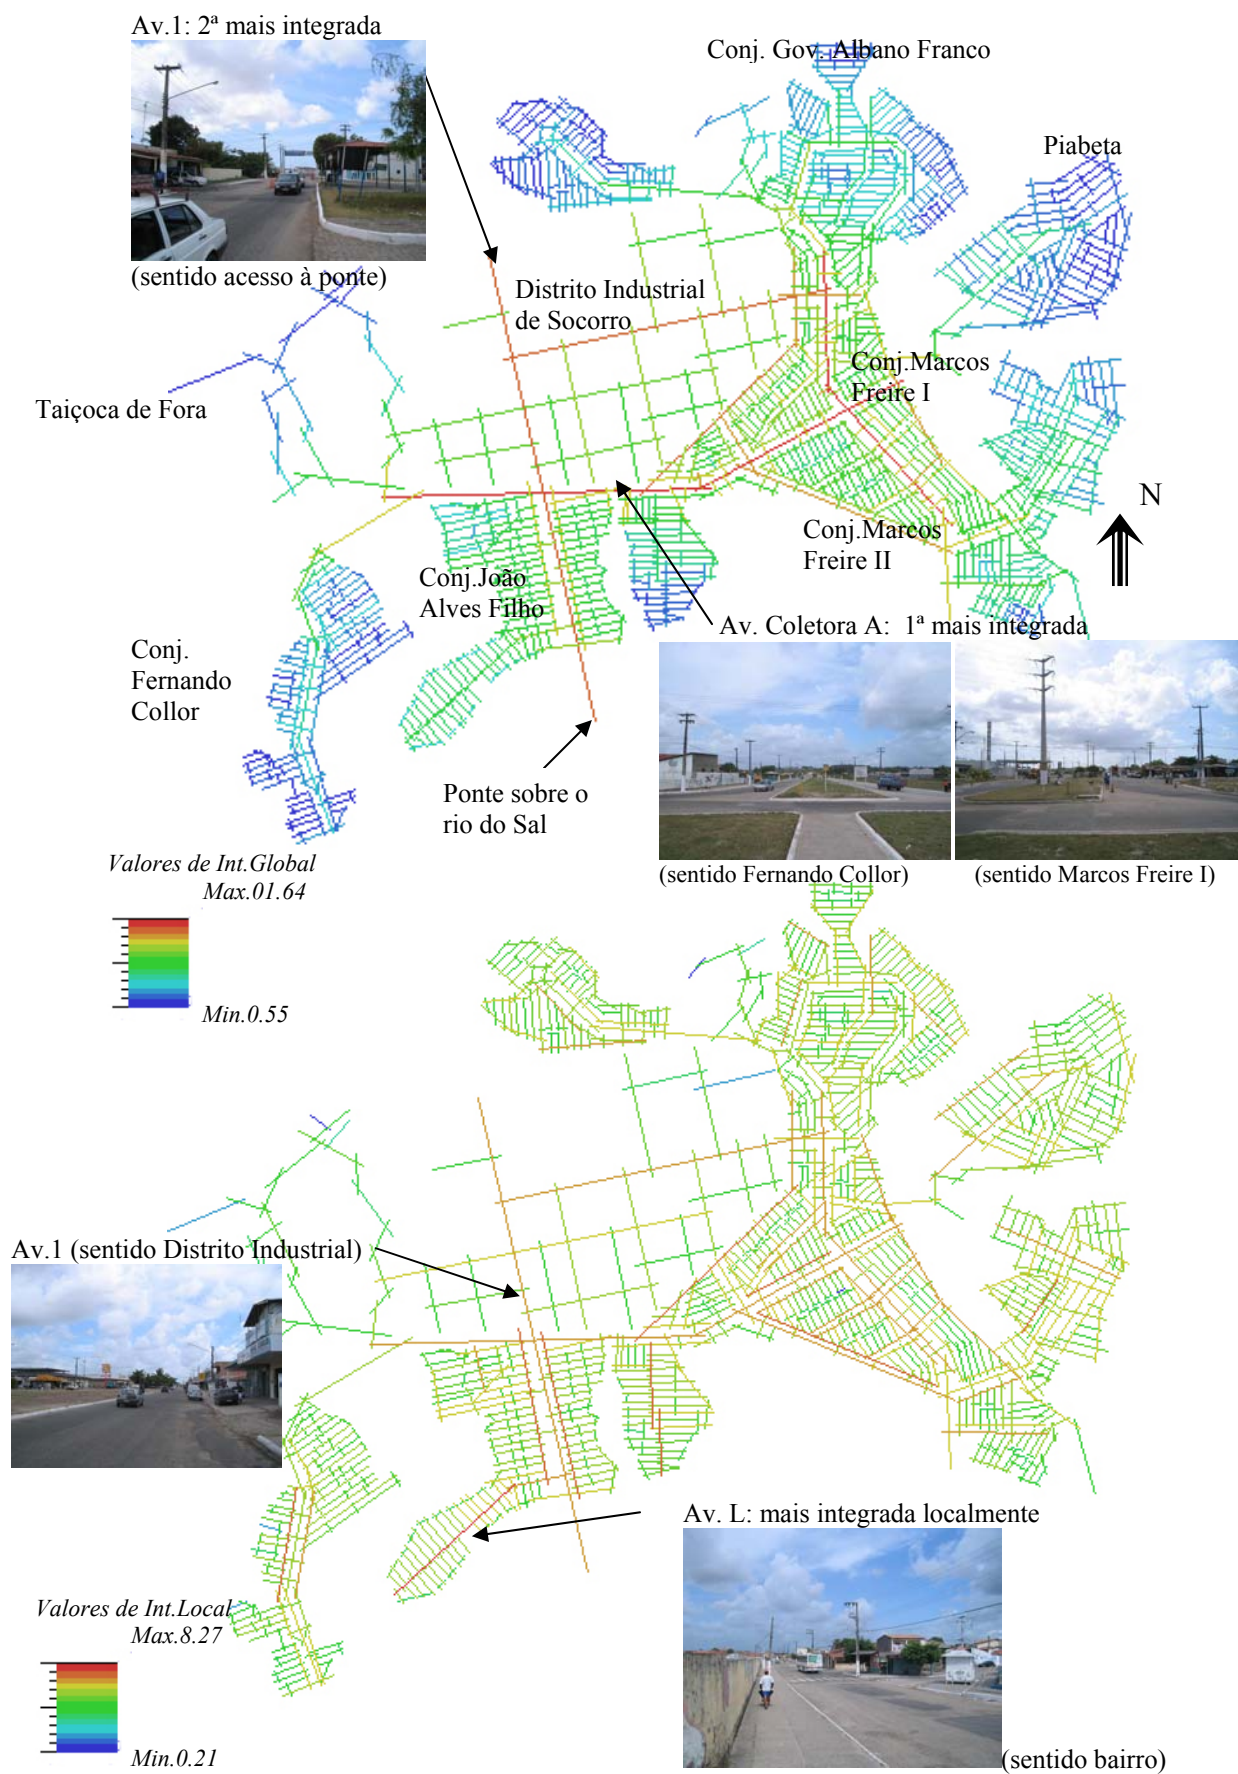 Av.1: 2ª mais integrada
Conj. Gov. Albano Franco
Piabeta
(sentido acesso à ponte)
Distrito Industrial
de Socorro
Conj.Marcos
Freire I
Taiçoca de Fora
N
Conj.Marcos
Freire II
Conj.João
Alves Filho
Av. Coletora A:  1ª mais integrada
Conj.
Fernando
Collor
Ponte sobre o
rio do Sal
(sentido Fernando Collor)
(sentido Marcos Freire I)
Valores de Int.Global
Max.01.64
Min.0.55
Av.1 (sentido Distrito Industrial)
Av. L: mais integrada localmente
Valores de Int.Local
Max.8.27
Min.0.21
(sentido bairro)